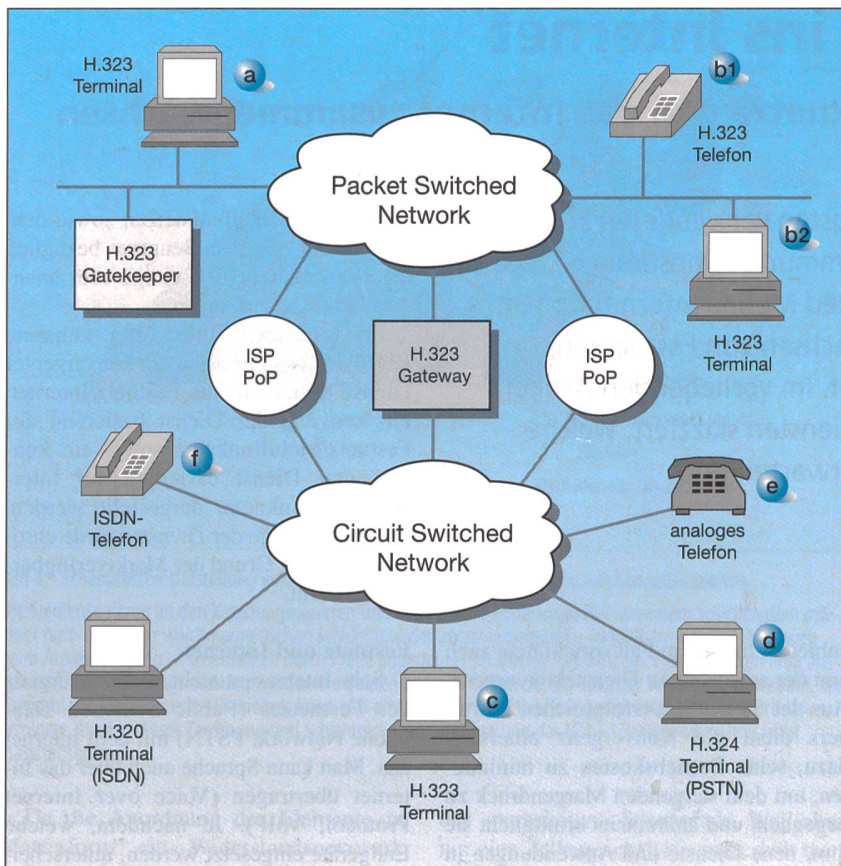 H.323
Terminal
a
b1
H.323
Telefon
Packet Switched
Network
H.323
Gatekeeper
b2
H.323
Terminal
ISP
PoP
H.323
Gateway
ISP
PoP
f
ISDN-
Telefon
e
analoges
Telefon
Circuit Switched
Network
d
H.320
Terminal
(ISDN)
c
H.323
Terminal
H.324
Terminal
(PSTN)